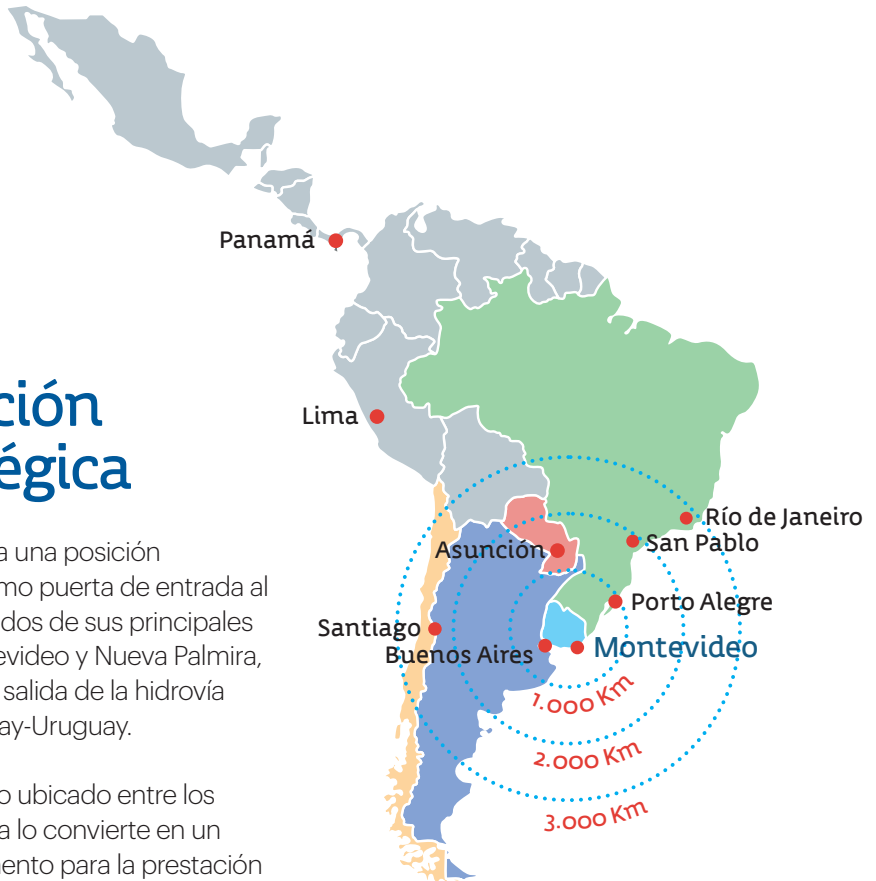 Panamá
ción
égica
Lima
Río de Janeiro
San Pablo
Asunción
Porto Alegre
Santiago
Buenos Aires
Montevideo
1.000 Km
2.000 Km
3.000 Km
a una posición
mo puerta de entrada al
dos de sus principales
evideo y Nueva Palmira,
salida de la hidrovía
ay-Uruguay.
o ubicado entre los
a lo convierte en un
mento para la prestación